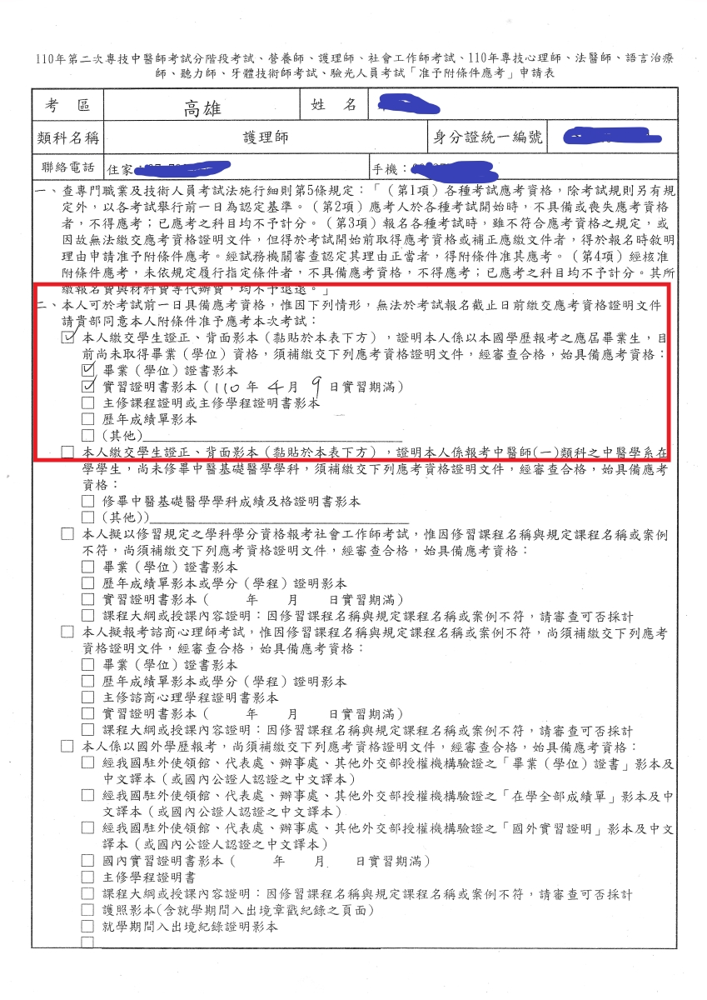 110年第二次專技中醫師考試分階段考試、營養師、護理師、社會工作師考試、110年專技心理師、法醫師、語言治療
師、聽力師、牙體技術師考試、驗光人員考試「准予附條件應考」申請表
考 區 高雄 姓 名
類科名稱 護理師 身分證統一編號
聯絡電話 住家： 手機：
一、查專門職業及技術人員考試法施行細則第5條規定：「（第1項）各種考試應考資格，除考試規則另有規
定外，以各考試舉行前一日為認定基準。（第2項）應考人於各種考試開始時，不具備或喪失應考資格
者，不得應考；已應考之科目均不予計分。（第3項）報名各種考試時，雖不符合應考資格之規定，或
因故無法繳交應考資格證明文件，但得於考試開始前取得應考資格或補正應繳文件者，得於報名時敘明
理由申請准予附條件應考。經試務機關審查認定其理由正當者，得附條件准其應考。（第4項）經核准
附條件應考，未依規定履行指定條件者，不具備應考資格，不得應考；已應考之科目均不予計分。其所
繳報名費與材料費等代辦費，均不予退還。」
二、本人可於考試前一日具備應考資格，惟因下列情形，無法於考試報名截止日前繳交應考資格證明文件
請貴部同意本人附條件准予應考本次考試：
☑ 本人繳交學生證正、背面影本（黏貼於本表下方），證明本人係以本國學歷報考之應屆畢業生，目
前尚未取得畢業（學位）資格，須補繳交下列應考資格證明文件，經審查合格，始具備應考資格：
☑ 畢業（學位）證書影本
☑ 實習證明書影本（110 年 4 月 9 日實習期滿）
□ 主修課程證明或主修學程證明書影本
□ 歷年成績單影本
□（其他）
□ 本人繳交學生證正、背面影本（黏貼於本表下方），證明本人係報考中醫師(一)類科之中醫學系在
學學生，尚未修畢中醫基礎醫學學科，須補繳交下列應考資格證明文件，經審查合格，始具備應考
資格：
□ 修畢中醫基礎醫學學科成績及格證明書影本
□（其他））
□ 本人擬以修習規定之學科學分資格報考社會工作師考試，惟因修習課程名稱與規定課程名稱或案例
不符，尚須補繳交下列應考資格證明文件，經審查合格，始具備應考資格：
□ 畢業（學位）證書影本
□ 歷年成績單影本或學分（學程）證明影本
□ 實習證明書影本（ 年 月 日實習期滿）
□ 課程大綱或授課內容證明：因修習課程名稱與規定課程名稱或案例不符，請審查可否採計
□ 本人擬報考諮商心理師考試，惟因修習課程名稱與規定課程名稱或案例不符，尚須補繳交下列應考
資格證明文件，經審查合格，始具備應考資格：
□ 畢業（學位）證書影本
□ 歷年成績單影本或學分（學程）證明影本
□ 主修諮商心理學程證明書影本
□ 實習證明書影本（ 年 月 日實習期滿）
□ 課程大綱或授課內容證明：因修習課程名稱與規定課程名稱或案例不符，請審查可否採計
□ 本人係以國外學歷報考，尚須補繳交下列應考資格證明文件，經審查合格，始具備應考資格：
□ 經我國駐外使領館、代表處、辦事處、其他外交部授權機構驗證之「畢業（學位）證書」影本及
中文譯本（或國內公證人認證之中文譯本）
□ 經我國駐外使領館、代表處、辦事處、其他外交部授權機構驗證之「在學全部成績單」影本及中
文譯本（或國內公證人認證之中文譯本）
□ 經我國駐外使領館、代表處、辦事處、其他外交部授權機構驗證之「國外實習證明」影本及中文
譯本（或國內公證人認證之中文譯本）
□ 國內實習證明書影本（ 年 月 日實習期滿）
□ 主修學程證明書
□ 課程大綱或授課內容證明：因修習課程名稱與規定課程名稱或案例不符，請審查可否採計
□ 護照影本(含就學期間入出境章戳紀錄之頁面)
□ 就學期間入出境紀錄證明影本
□